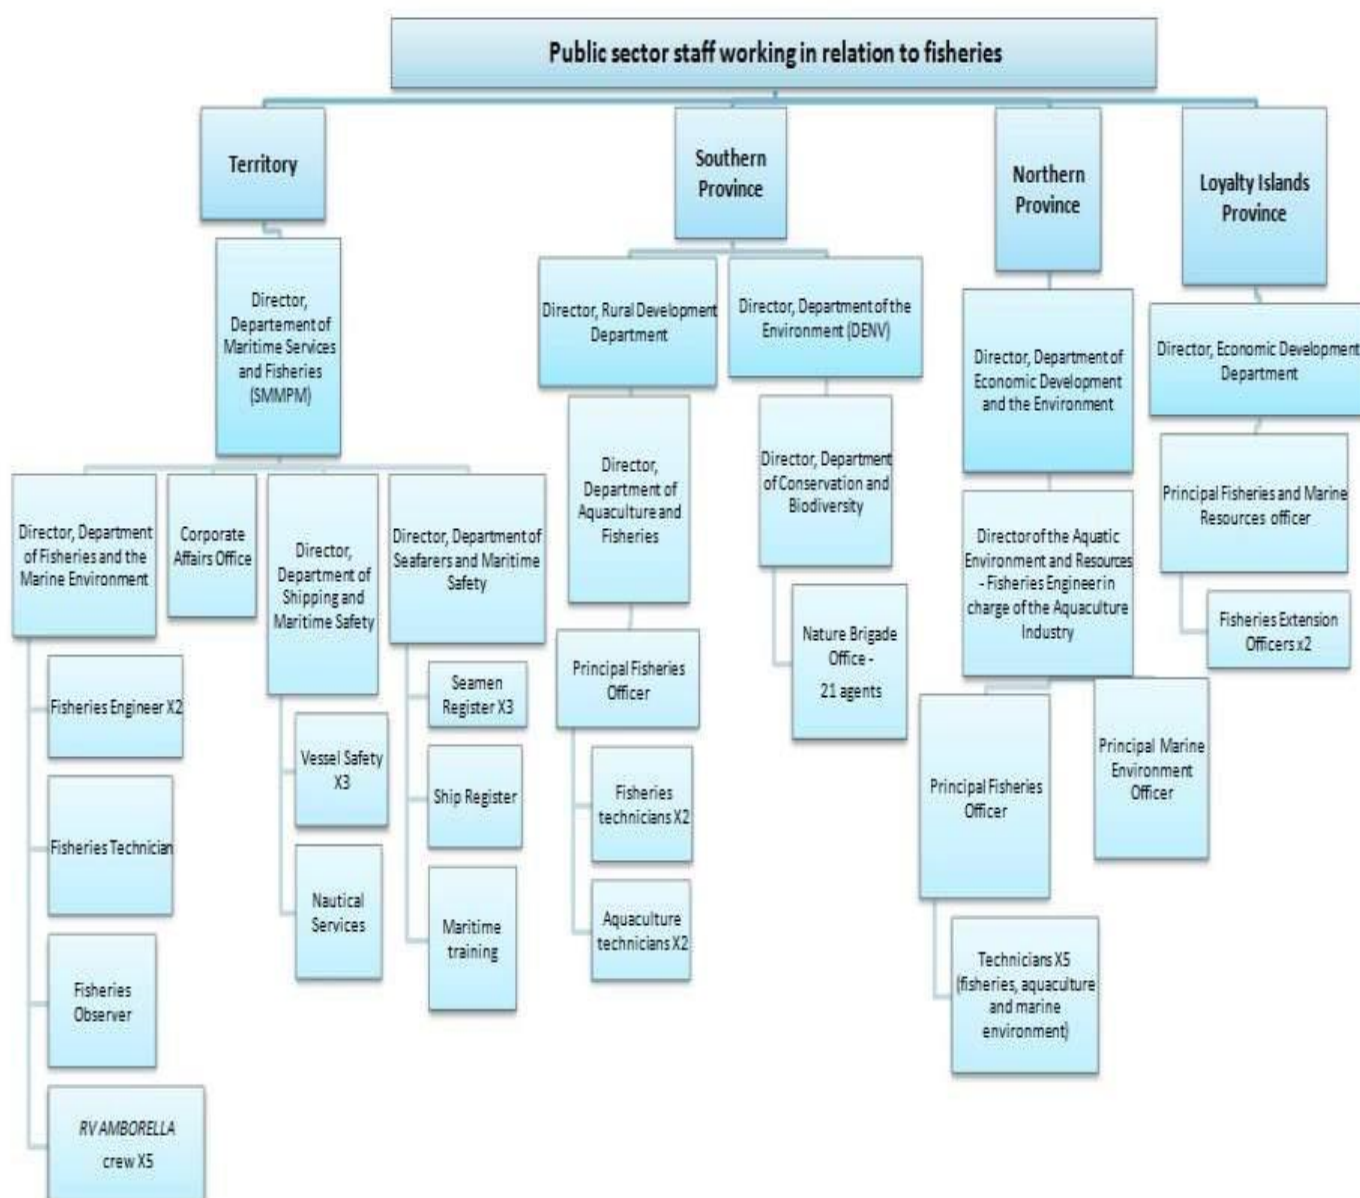 Public sector staff working in relation to fisheries
Territory
Southern
Province
Northern
Province
Loyalty Islands
Province
Director,
Departement of
Maritime Services
and Fisheries
(SMMPM)
Director, Rural Development
Department
Director, Department of the
Environment (DENV)
Director, Department of
Economic Development
and the Environment
Director, Economic Development
Department
Director, Department
of Fisheries and the
Marine Environment
Corporate
Affairs Office
Director,
Department of
Shipping and
Maritime Safety
Director, Department of
Seafarers and Maritime
Safety
Director,
Department of
Aquaculture and
Fisheries
Director, Department
of Conservation and
Biodiversity
Director of the Aquatic
Environment and Resources
- Fisheries Engineer in
charge of the Aquaculture
Industry
Principal Fisheries and Marine
Resources officer
Fisheries Engineer X2
Fisheries Technician
Fisheries
Observer
RV AMBORELLA
crew X5
Vessel Safety
X3
Nautical
Services
Seamen
Register X3
Ship Register
Maritime
training
Principal Fisheries
Officer
Fisheries
technicians X2
Aquaculture
technicians X2
Nature Brigade
Office -
21 agents
Principal Fisheries
Officer
Principal Marine
Environment
Officer
Technicians X5
(fisheries, aquaculture
and marine
environment)
Fisheries Extension
Officers x2